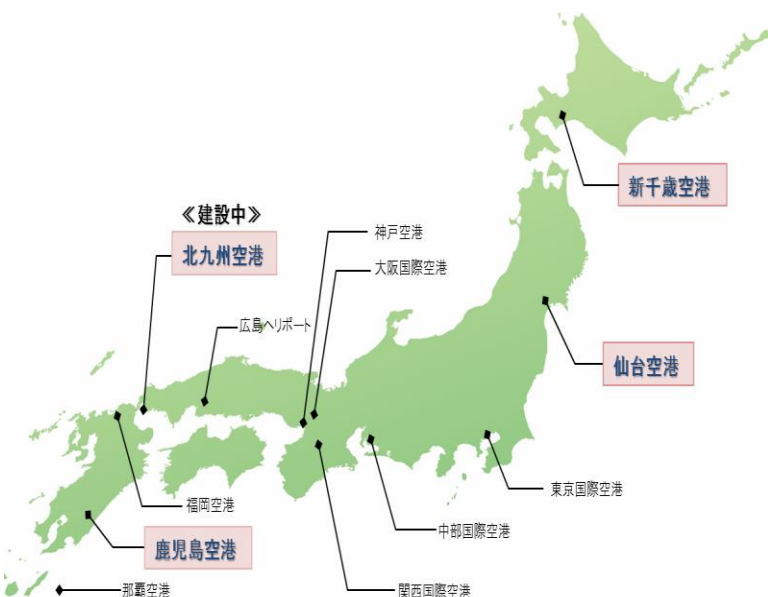 新千歳空港
《建設中》
北九州空港
神戸空港
大阪国際空港
広島ヘリポート
仙台空港
東京国際空港
福岡空港
中部国際空港
鹿児島空港
那覇空港
関西国際空港